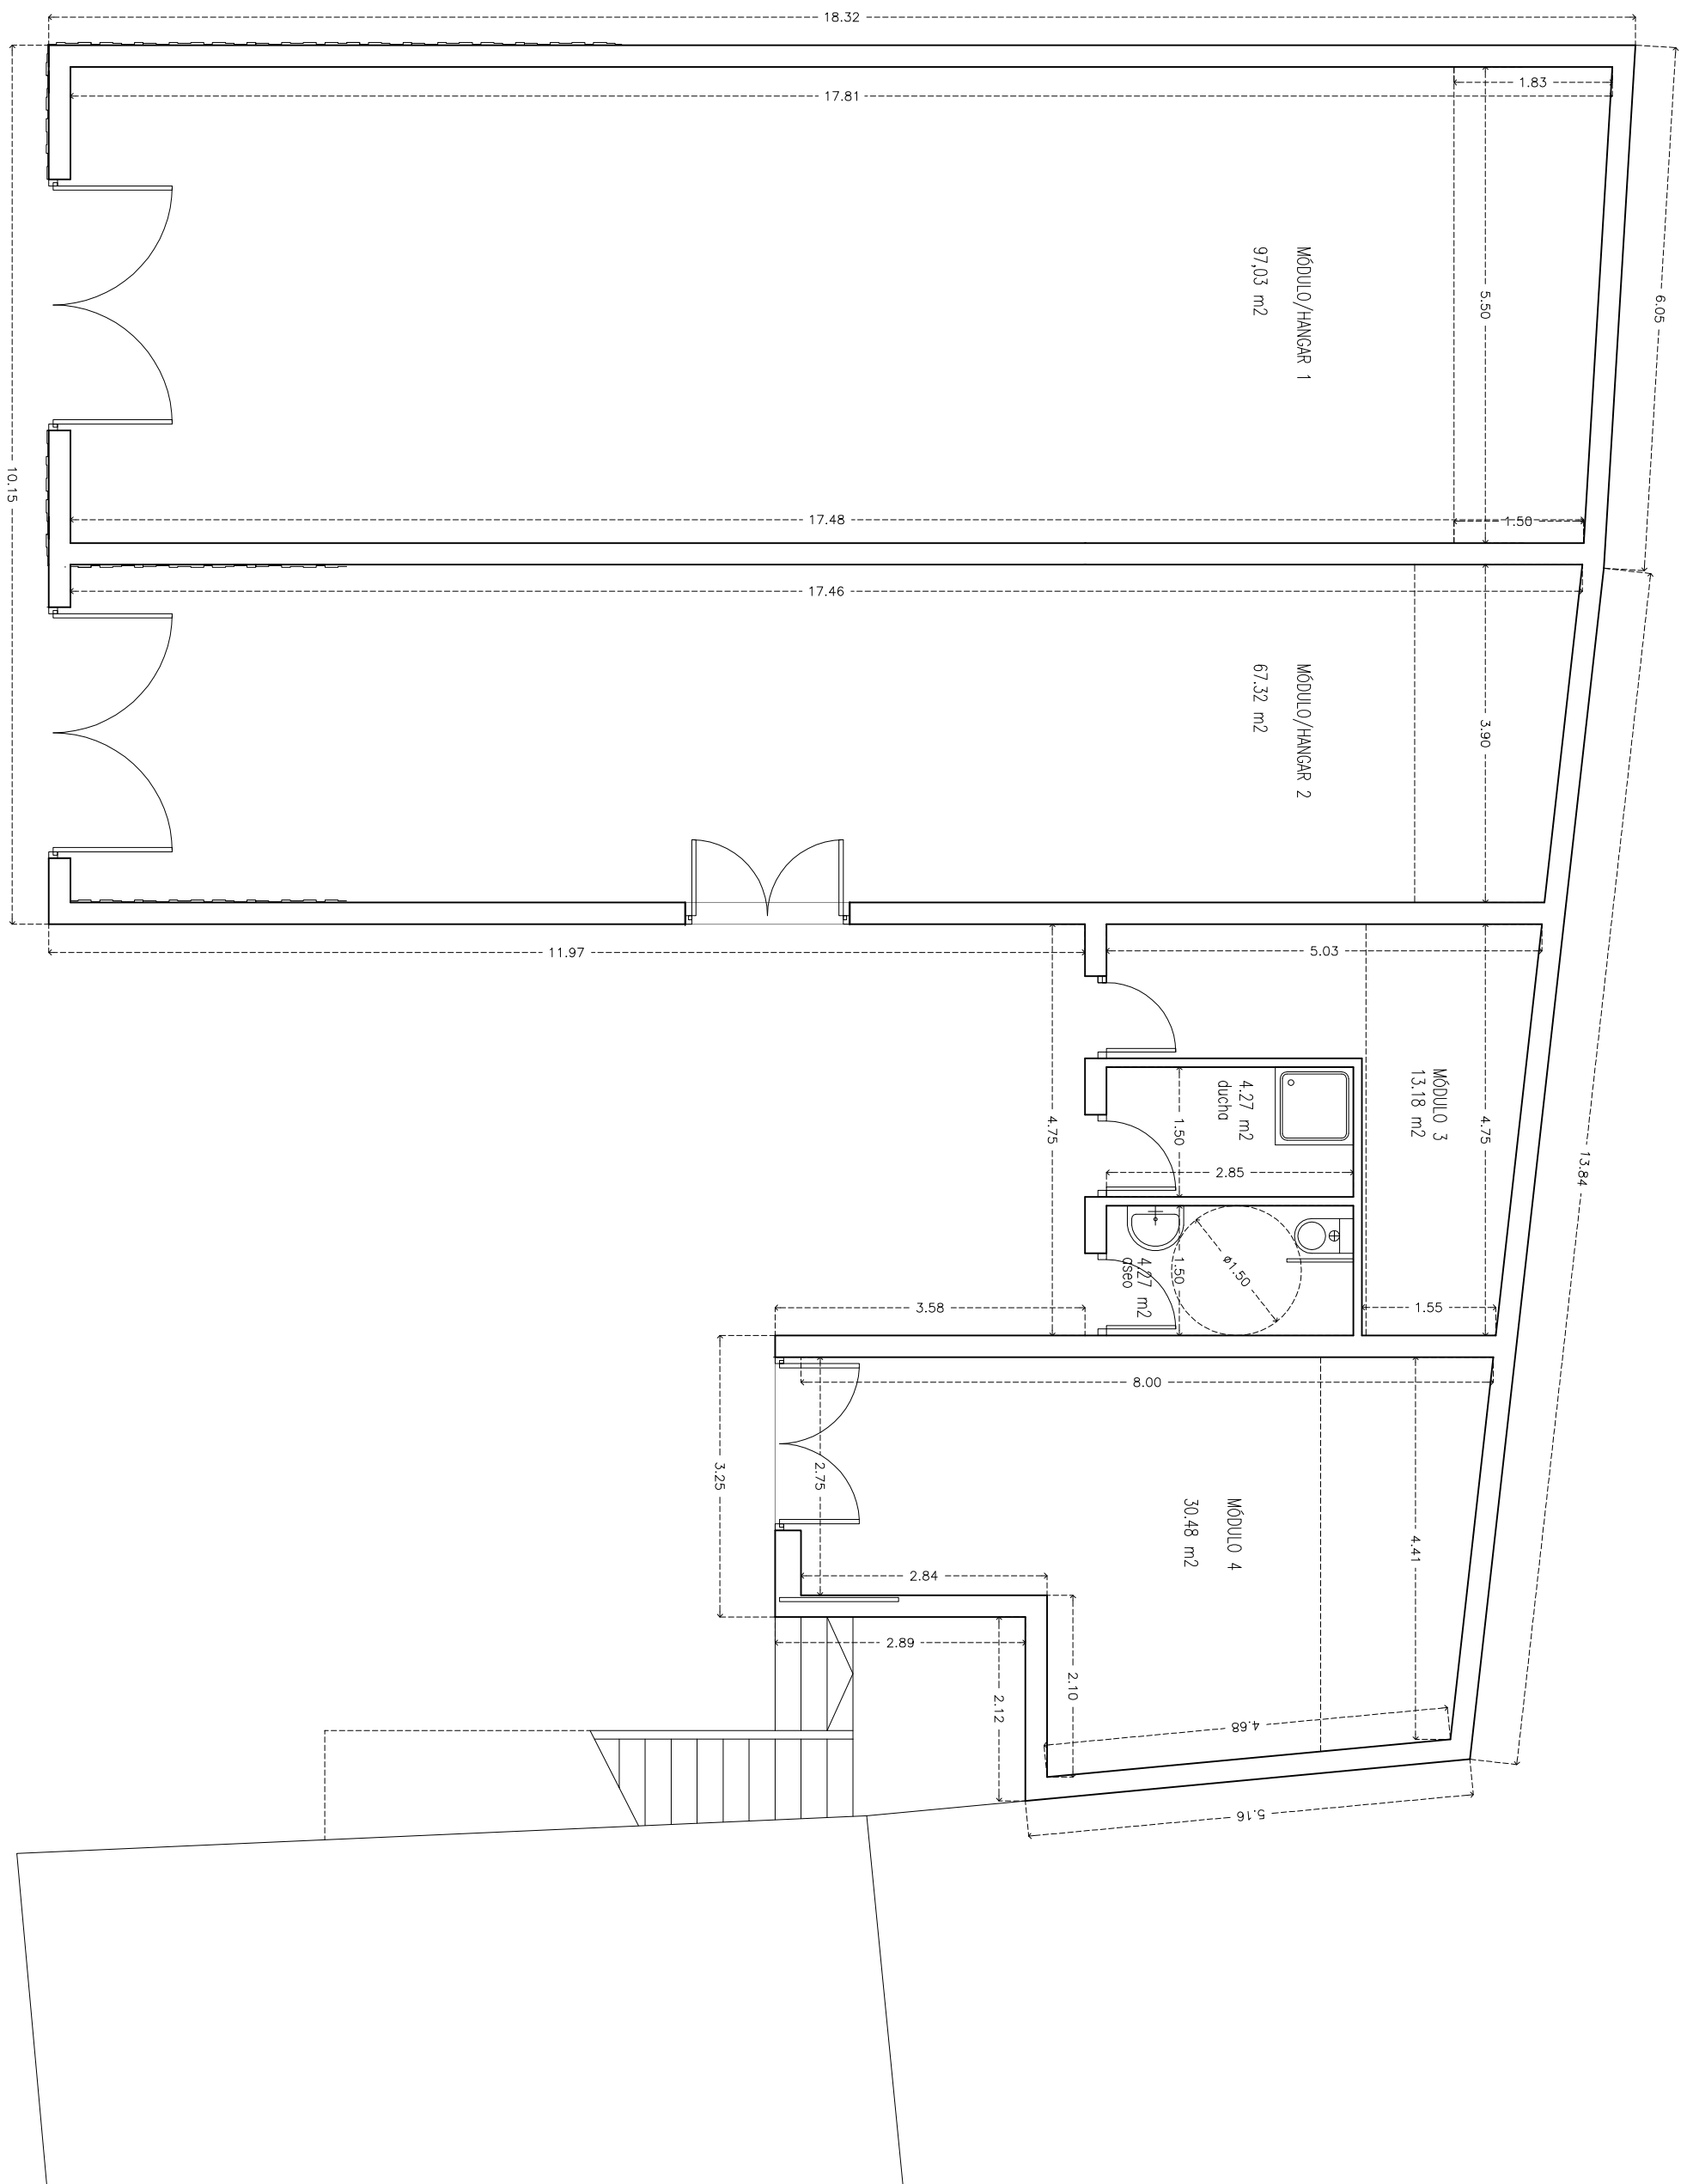 18.32
1.83
17.81
6.05
5.50
MÓDULO/HANGAR 1
97,03 m2
10.15
17.48
1.50
17.46
MÓDULO/HANGAR 2
67.32 m2
3.90
11.97
5.03
MÓDULO 3
13.18 m2
4.75
4.75
13.84
4.27 m2
ducha
1.50
2.85
ø1.50
1.50
4.27 m2
aseo
3.58
1.55
8.00
3.25
2.75
MÓDULO 4
30.48 m2
4.41
2.84
2.89
2.10
2.12
4.68
5.16